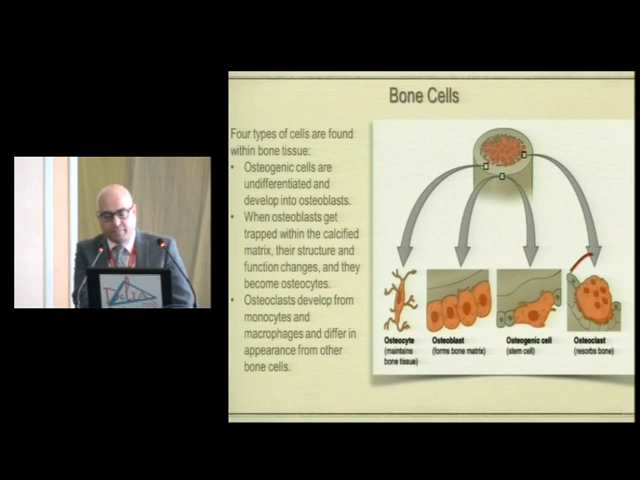 Bone Cells
Four types of cells are found
within bone tissue:
• Osteogenic cells are
undifferentiated and
develop into osteoblasts.
• When osteoblasts get
trapped within the calcified
matrix, their structure and
function changes, and they
become osteocytes.
• Osteoclasts develop from
monocytes and
macrophages and differ in
appearance from other
bone cells.
Osteocyte
(maintains
bone tissue)
Osteoblast
(forms bone matrix)
Osteogenic cell
(stem cell)
Osteoclast
(resorbs bone)